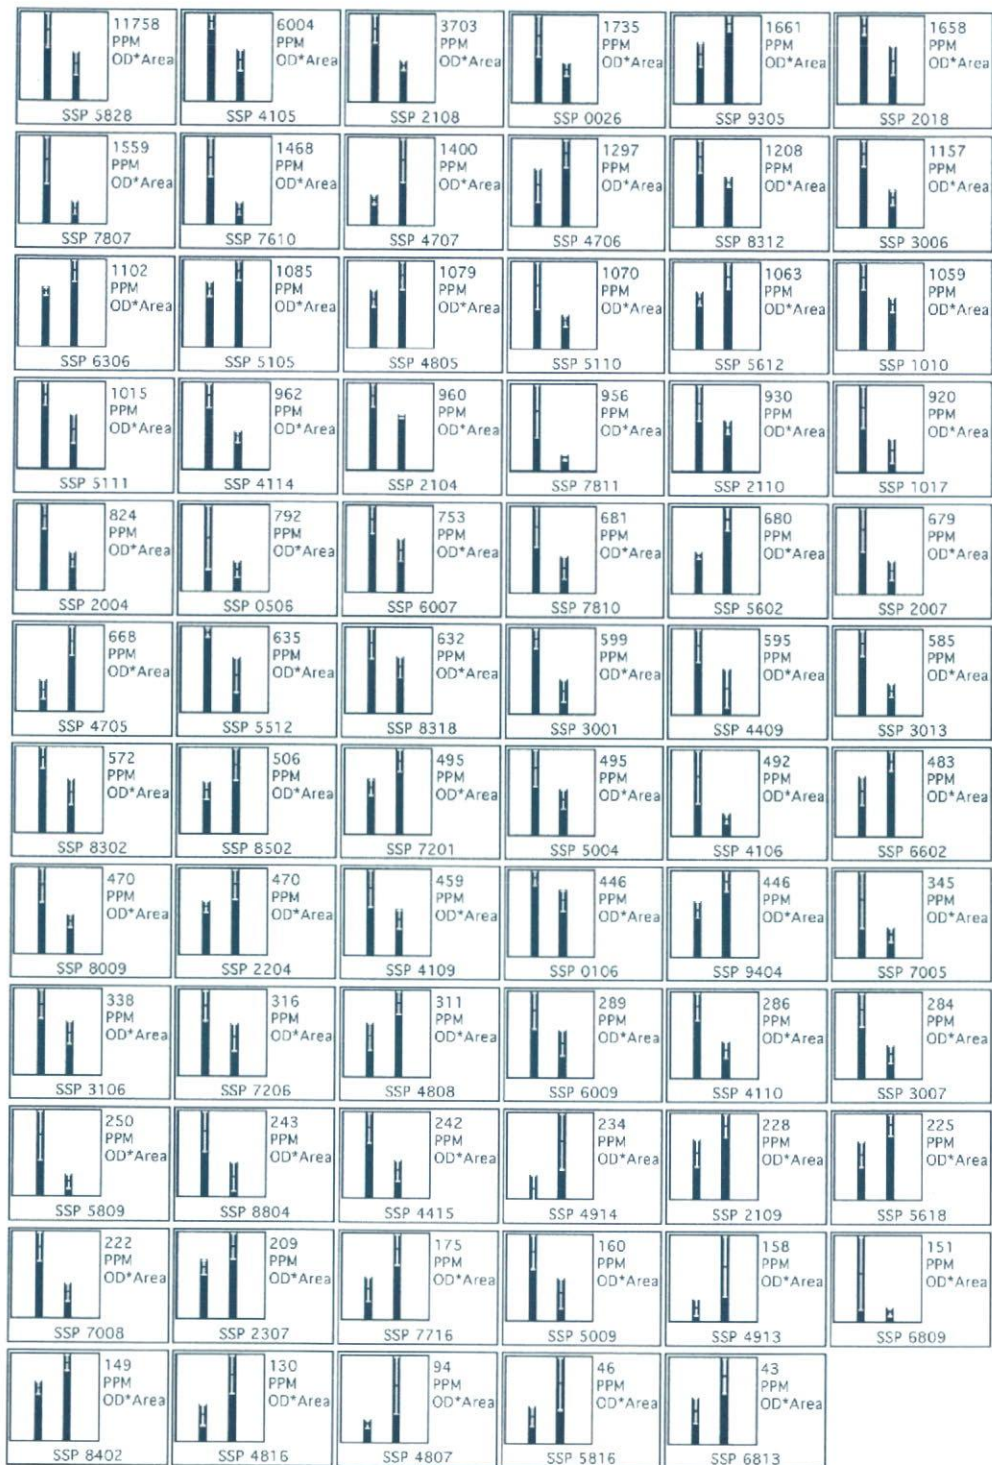 11758
PPM
OD*Area
SSP 5828
6004
PPM
OD*Area
SSP 4105
3703
PPM
OD*Area
SSP 2108
1735
PPM
OD*Area
SSP 0026
1661
PPM
OD*Area
SSP 9305
1658
PPM
OD*Area
SSP 2018
1559
PPM
OD*Area
SSP 7807
1468
PPM
OD*Area
SSP 7610
1400
PPM
OD*Area
SSP 4707
1297
PPM
OD*Area
SSP 4706
1208
PPM
OD*Area
SSP 8312
1157
PPM
OD*Area
SSP 3006
1102
PPM
OD*Area
SSP 6306
1085
PPM
OD*Area
SSP 5105
1079
PPM
OD*Area
SSP 4805
1070
PPM
OD*Area
SSP 5110
1063
PPM
OD*Area
SSP 5612
1059
PPM
OD*Area
SSP 1010
1015
PPM
OD*Area
SSP 5111
962
PPM
OD*Area
SSP 4114
960
PPM
OD*Area
SSP 2104
956
PPM
OD*Area
SSP 7811
930
PPM
OD*Area
SSP 2110
920
PPM
OD*Area
SSP 1017
824
PPM
OD*Area
SSP 2004
792
PPM
OD*Area
SSP 0506
753
PPM
OD*Area
SSP 6007
681
PPM
OD*Area
SSP 7810
680
PPM
OD*Area
SSP 5602
679
PPM
OD*Area
SSP 2007
668
PPM
OD*Area
SSP 4705
635
PPM
OD*Area
SSP 5512
632
PPM
OD*Area
SSP 8318
599
PPM
OD*Area
SSP 3001
595
PPM
OD*Area
SSP 4409
585
PPM
OD*Area
SSP 3013
572
PPM
OD*Area
SSP 8302
506
PPM
OD*Area
SSP 8502
495
PPM
OD*Area
SSP 7201
495
PPM
OD*Area
SSP 5004
492
PPM
OD*Area
SSP 4106
483
PPM
OD*Area
SSP 6602
470
PPM
OD*Area
SSP 8009
470
PPM
OD*Area
SSP 2204
459
PPM
OD*Area
SSP 4109
446
PPM
OD*Area
SSP 0106
446
PPM
OD*Area
SSP 9404
345
PPM
OD*Area
SSP 7005
338
PPM
OD*Area
SSP 3106
316
PPM
OD*Area
SSP 7206
311
PPM
OD*Area
SSP 4808
289
PPM
OD*Area
SSP 6009
286
PPM
OD*Area
SSP 4110
284
PPM
OD*Area
SSP 3007
250
PPM
OD*Area
SSP 5809
243
PPM
OD*Area
SSP 8804
242
PPM
OD*Area
SSP 4415
234
PPM
OD*Area
SSP 4914
228
PPM
OD*Area
SSP 2109
225
PPM
OD*Area
SSP 5618
222
PPM
OD*Area
SSP 7008
209
PPM
OD*Area
SSP 2307
175
PPM
OD*Area
SSP 7716
160
PPM
OD*Area
SSP 5009
158
PPM
OD*Area
SSP 4913
151
PPM
OD*Area
SSP 6809
149
PPM
OD*Area
SSP 8402
130
PPM
OD*Area
SSP 4816
94
PPM
OD*Area
SSP 4807
46
PPM
OD*Area
SSP 5816
43
PPM
OD*Area
SSP 6813